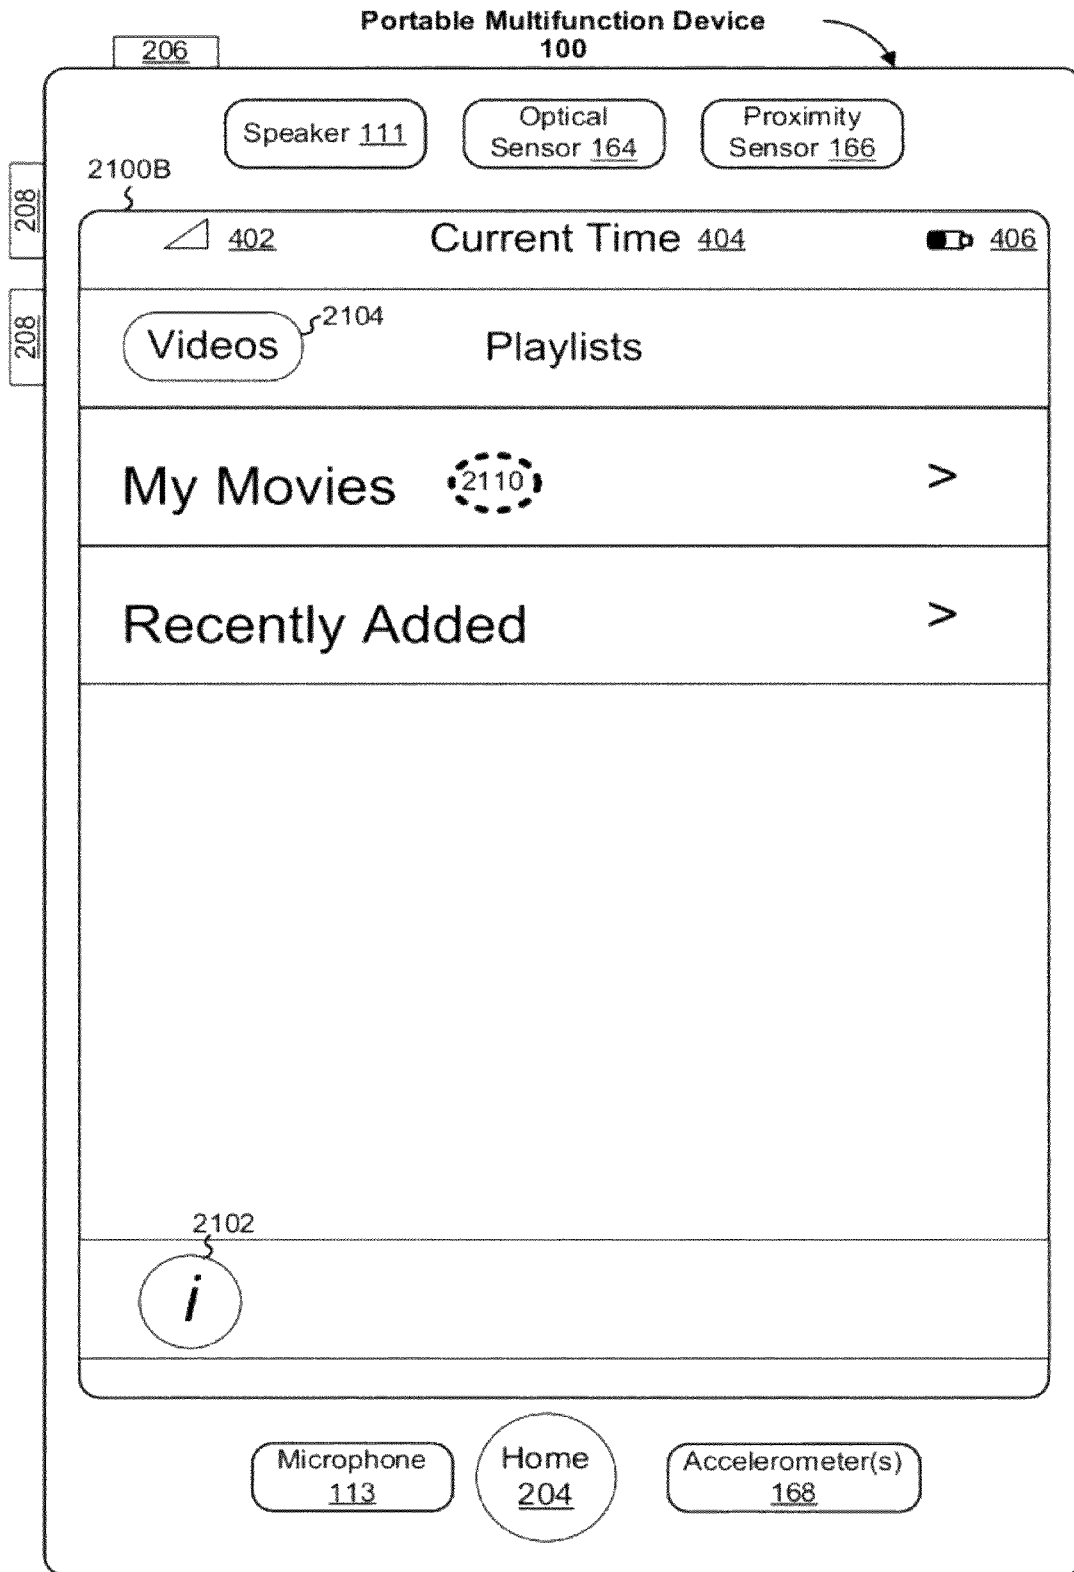 Portable Multifunction Device
100
206
Speaker 111
Optical
Sensor 164
Proximity
Sensor 166
2100B
208
208
402
Current Time 404
406
Videos
2104
Playlists
My Movies
2110
>
Recently Added
>
2102
i
Microphone
113
Home
204
Accelerometer(s)
168